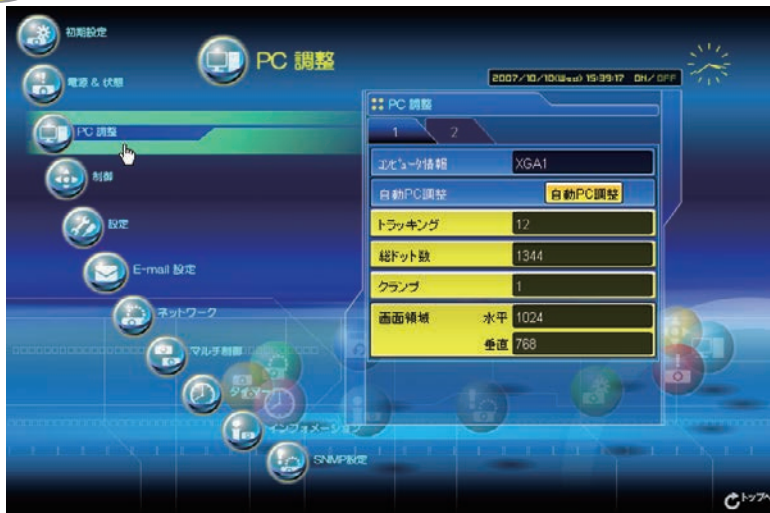 初期設定
PC 調整
電源 & 状態
2007/10/10(Wed) 15:39:17 ON/OFF
PC 調整
PC 調整
1 2
制御
コンピュータ情報 XGA1
自動PC調整 自動PC調整
設定
トラッキング 12
総ドット数 1344
E-mail 設定
クランプ 1
ネットワーク
画面領域 水平 1024
垂直 768
マルチ制御
タイマー
インフォメーション
SNMP設定
トップへ